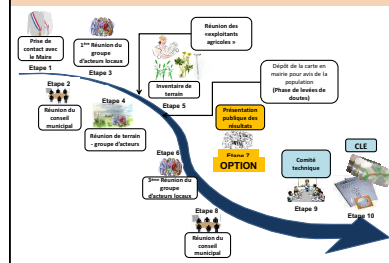 Prise de
contact avec
le Maire
Etape 1
1ère Réunion du
groupe
d'acteurs locaux
Etape 3
Réunion des
«exploitants
agricoles »
Etape 2
Réunion du
conseil
municipal
Etape 4
Réunion de terrain
- groupe d'acteurs
Inventaire de
terrain
Etape 5
Dépôt de la carte en
mairie pour avis de la
population
(Phase de levées de
doutes)
Présentation
publique des
résultats
Etape 7
OPTION
Etape 6
3ème Réunion du
groupe
d'acteurs locaux
Etape 8
Réunion du
conseil
municipal
Comité
technique
Etape 9
CLE
Etape 10